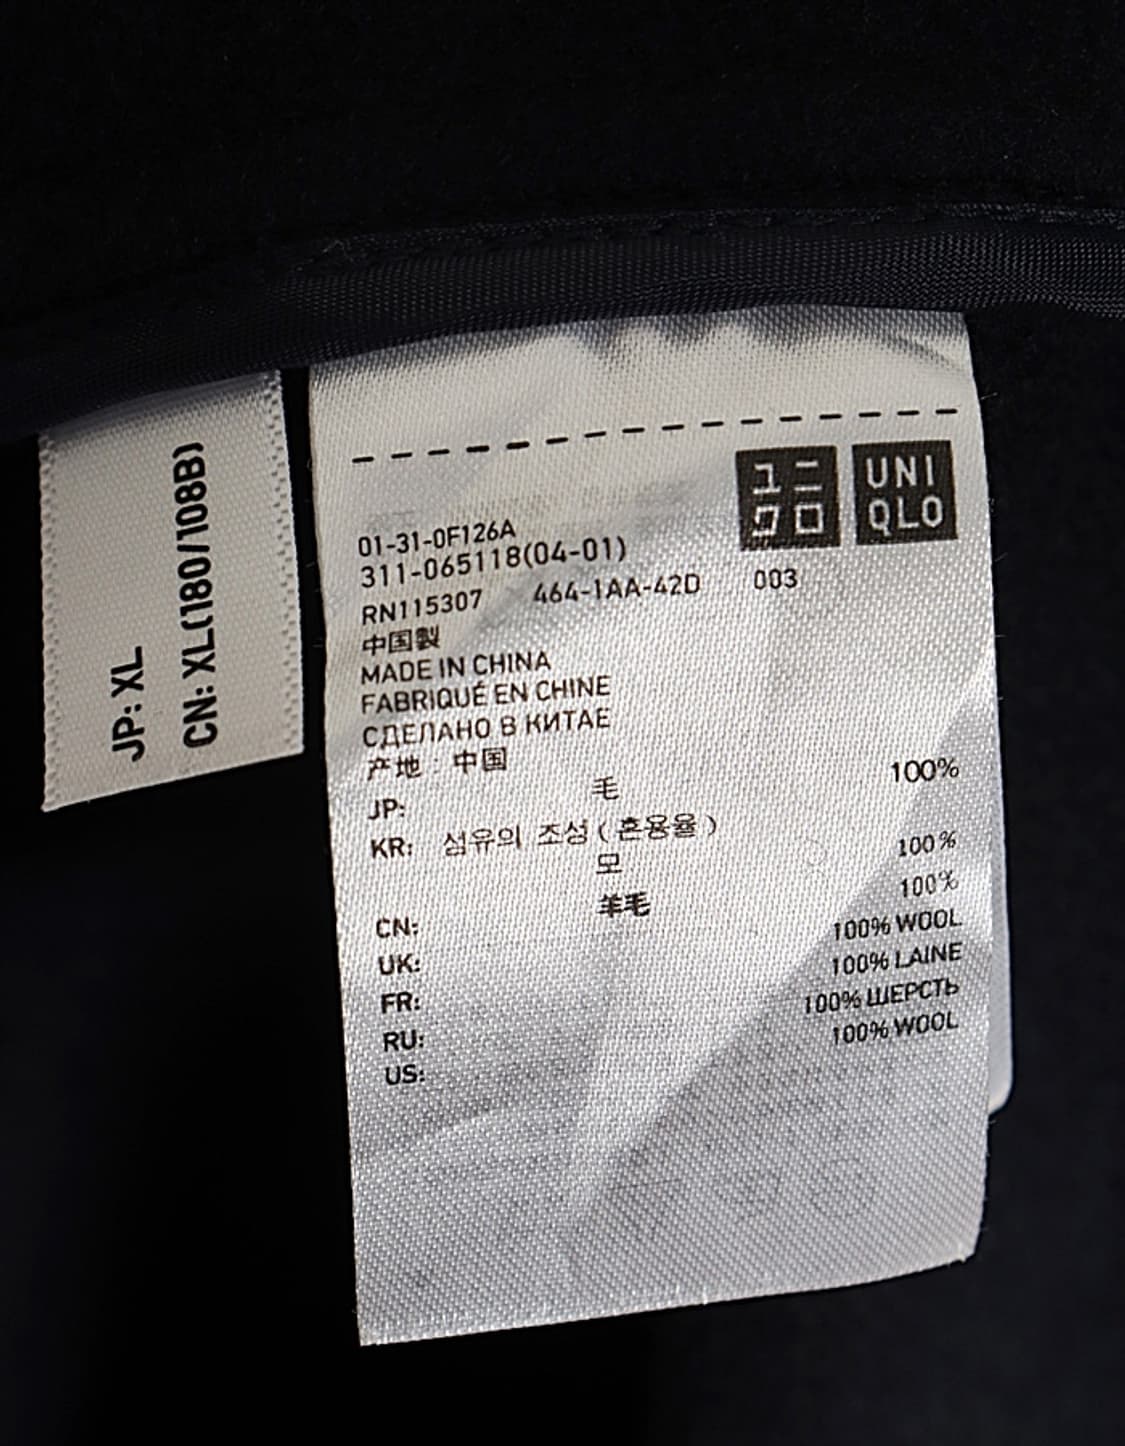 JP: XL
CN: XL(180/108B)
ユニ
クロ
UNI
QLO
01-31-0F126A
311-065118(04-01)
RN115307 464-1AA-42D 003
中国製
MADE IN CHINA
FABRIQUÉ EN CHINE
СДЕЛАНО В КИТАЕ
产地：中国
JP: 毛 100%
KR: 섬유의 조성 ( 혼용율 )
모 100%
CN: 羊毛 100%
UK: 100% WOOL
FR: 100% LAINE
RU: 100% ШЕРСТЬ
US: 100% WOOL